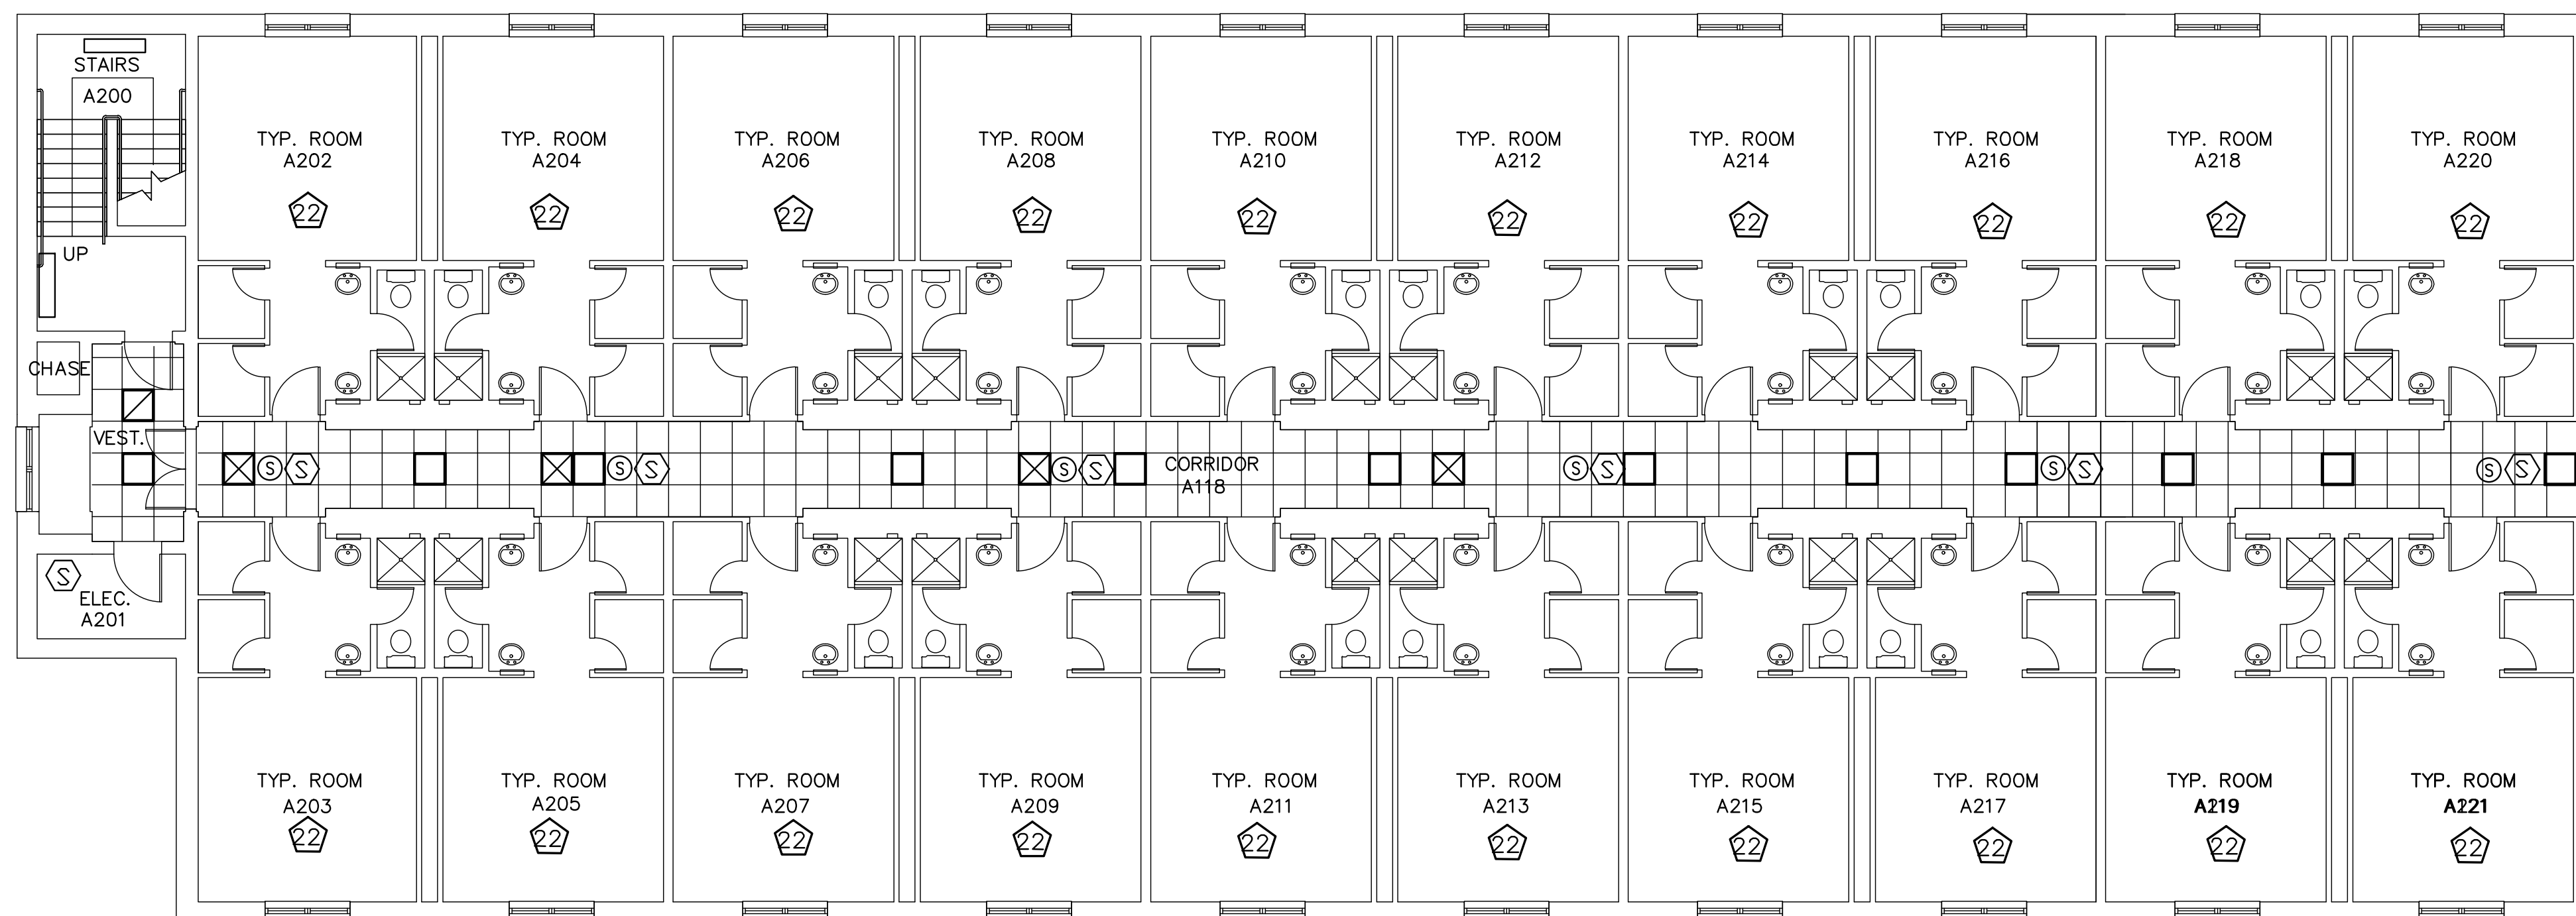 STAIRS
A200
UP
CHASE
VEST.
ELEC.
A201
S
TYP. ROOM
A202
22
TYP. ROOM
A204
22
TYP. ROOM
A206
22
TYP. ROOM
A208
22
TYP. ROOM
A210
22
TYP. ROOM
A212
22
TYP. ROOM
A214
22
TYP. ROOM
A216
22
TYP. ROOM
A218
22
TYP. ROOM
A220
22
S
S
S
S
S
S
CORRIDOR
A118
S
S
S
S
S
S
TYP. ROOM
A203
22
TYP. ROOM
A205
22
TYP. ROOM
A207
22
TYP. ROOM
A209
22
TYP. ROOM
A211
22
TYP. ROOM
A213
22
TYP. ROOM
A215
22
TYP. ROOM
A217
22
TYP. ROOM
A219
22
TYP. ROOM
A221
22